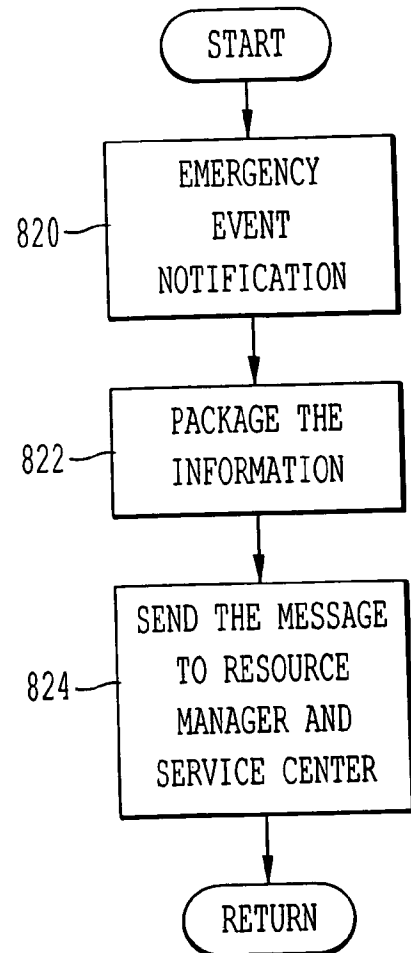 START
EMERGENCY
EVENT
NOTIFICATION
820
PACKAGE THE
INFORMATION
822
SEND THE MESSAGE
TO RESOURCE
MANAGER AND
SERVICE CENTER
824
RETURN